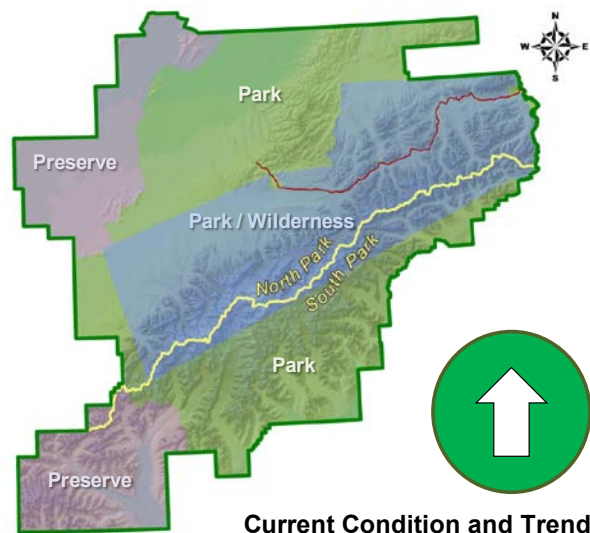 N
W E
S
Park
Preserve
Park / Wilderness
North Park
South Park
Park
Preserve
Current Condition and Trend